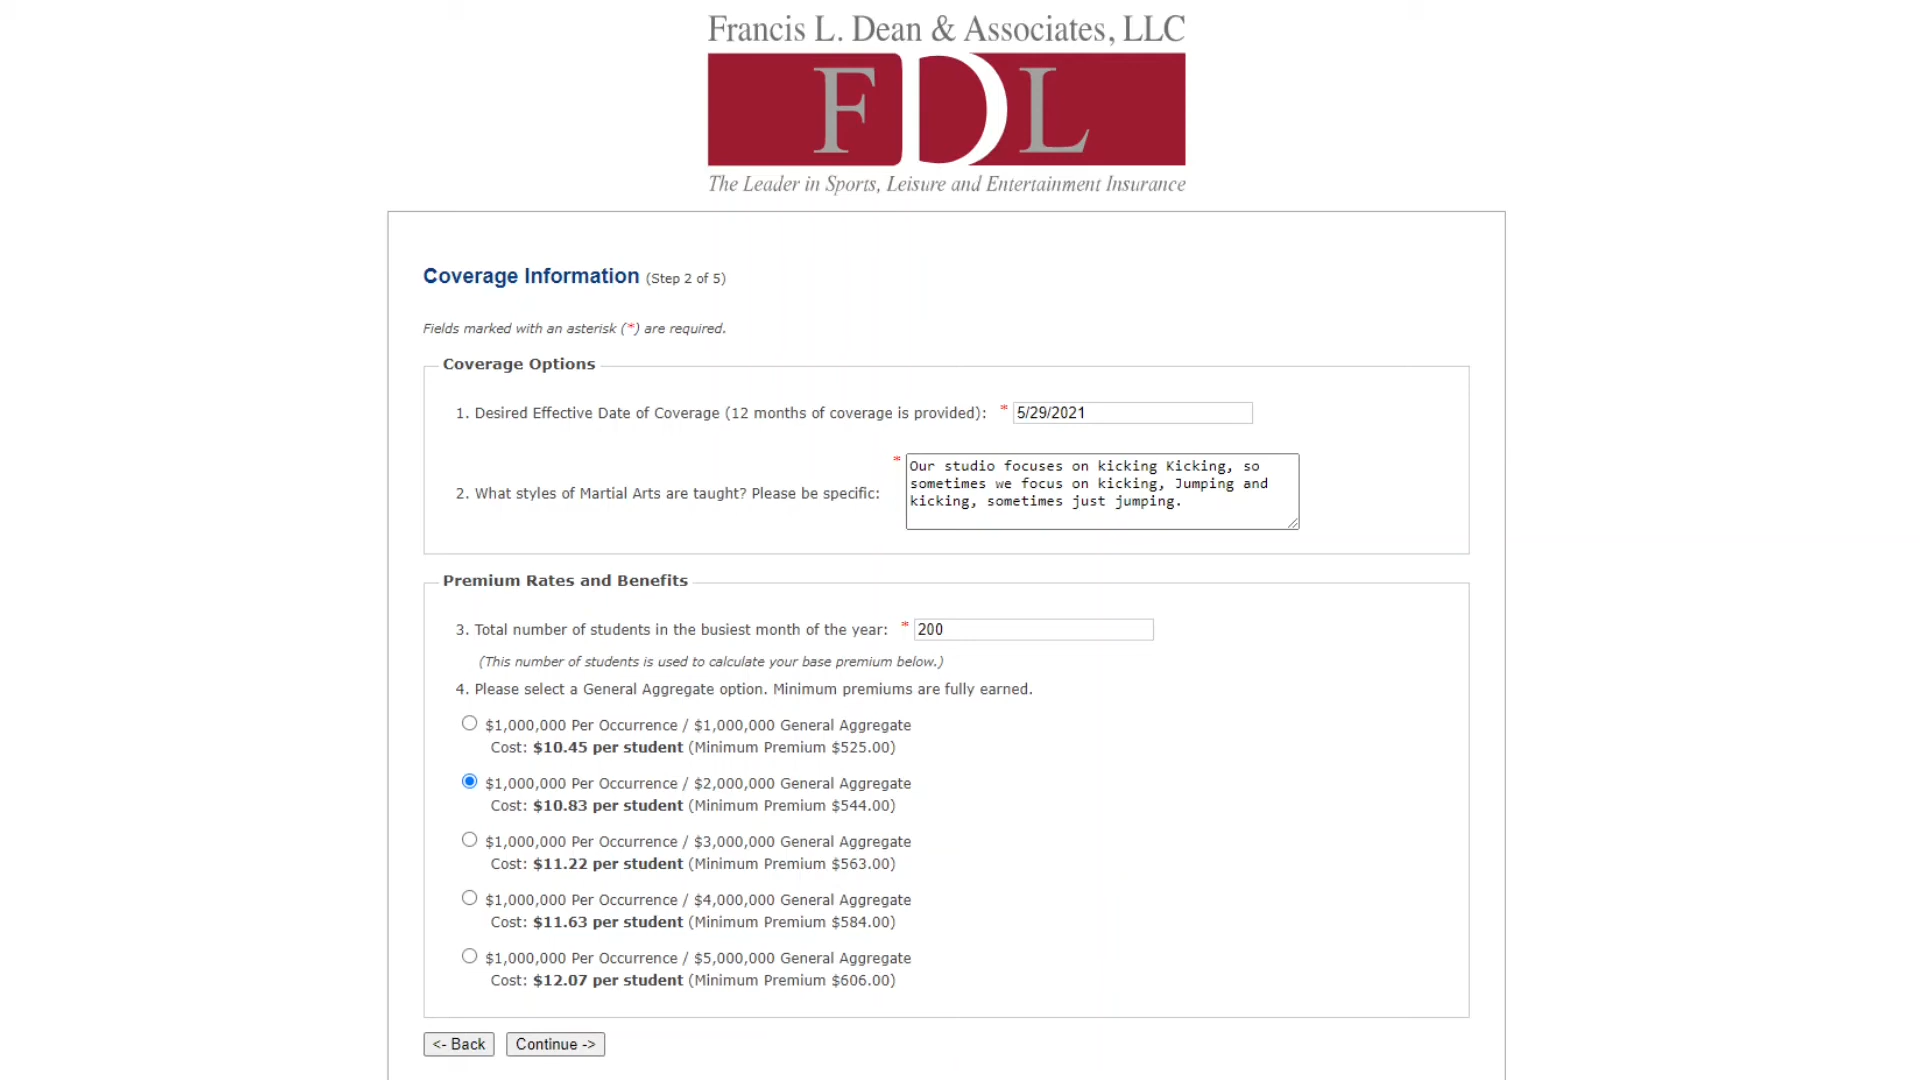 Francis L. Dean & Associates, LLC
FDL
The Leader in Sports, Leisure and Entertainment Insurance
Coverage Information (Step 2 of 5)
Fields marked with an asterisk (*) are required.
Coverage Options
1. Desired Effective Date of Coverage (12 months of coverage is provided): * 5/29/2021
2. What styles of Martial Arts are taught? Please be specific: *
Our studio focuses on kicking Kicking, so
sometimes we focus on kicking, Jumping and
kicking, sometimes just jumping.
Premium Rates and Benefits
3. Total number of students in the busiest month of the year: * 200
(This number of students is used to calculate your base premium below.)
4. Please select a General Aggregate option. Minimum premiums are fully earned.
$1,000,000 Per Occurrence / $1,000,000 General Aggregate
Cost: $10.45 per student (Minimum Premium $525.00)
$1,000,000 Per Occurrence / $2,000,000 General Aggregate
Cost: $10.83 per student (Minimum Premium $544.00)
$1,000,000 Per Occurrence / $3,000,000 General Aggregate
Cost: $11.22 per student (Minimum Premium $563.00)
$1,000,000 Per Occurrence / $4,000,000 General Aggregate
Cost: $11.63 per student (Minimum Premium $584.00)
$1,000,000 Per Occurrence / $5,000,000 General Aggregate
Cost: $12.07 per student (Minimum Premium $606.00)
<- Back Continue ->